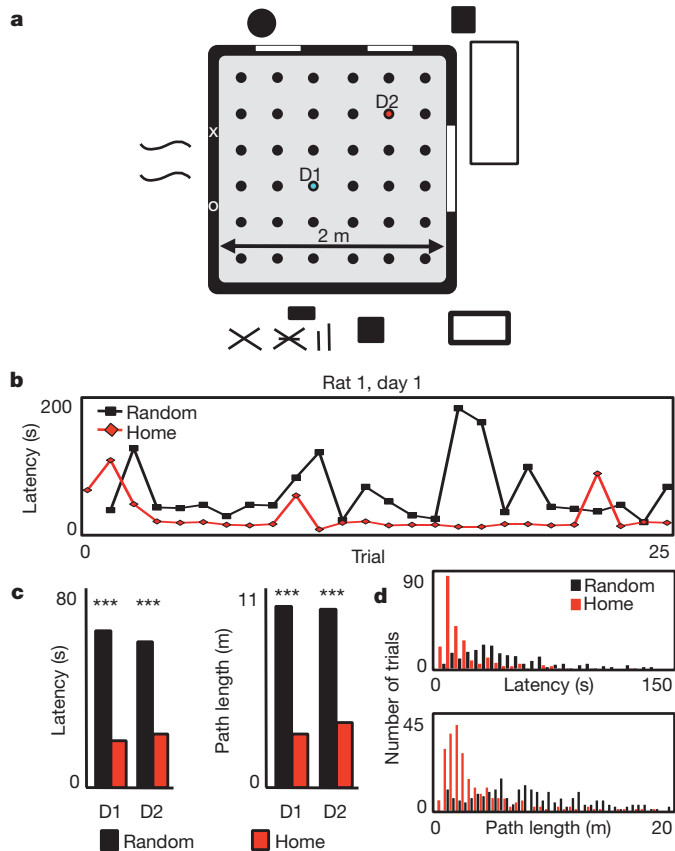 a
D2
x
D1
o
2 m
b
Rat 1, day 1
200
Random
Home
Latency (s)
0
0
Trial
25
c
80
***
***
Latency (s)
0
D1
D2
11
***
***
Path length (m)
0
D1
D2
Random
Home
d
90
Random
Home
Number of trials
0
0
Latency (s)
150
45
0
0
Path length (m)
20